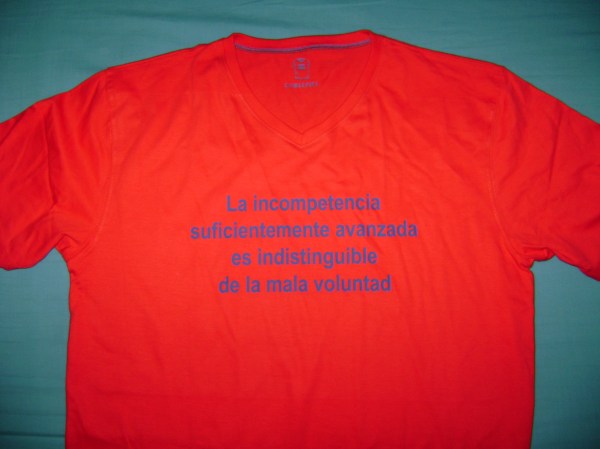 La incompetencia
suficientemente avanzada
es indistinguible
de la mala voluntad